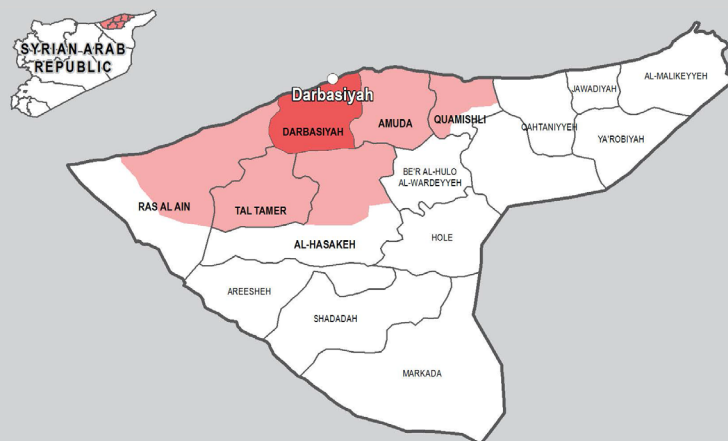 SYRIAN ARAB
REPUBLIC
Darbasiyah
DARBASIYAH
AMUDA
QUAMISHLI
JAWADIYAH
AL-MALIKEYYEH
QAHTANIYYEH
YA'ROBIYAH
BE'R AL-HULO
AL-WARDEYYEH
RAS AL AIN
TAL TAMER
AL-HASAKEH
HOLE
AREESHEH
SHADADAH
MARKADA